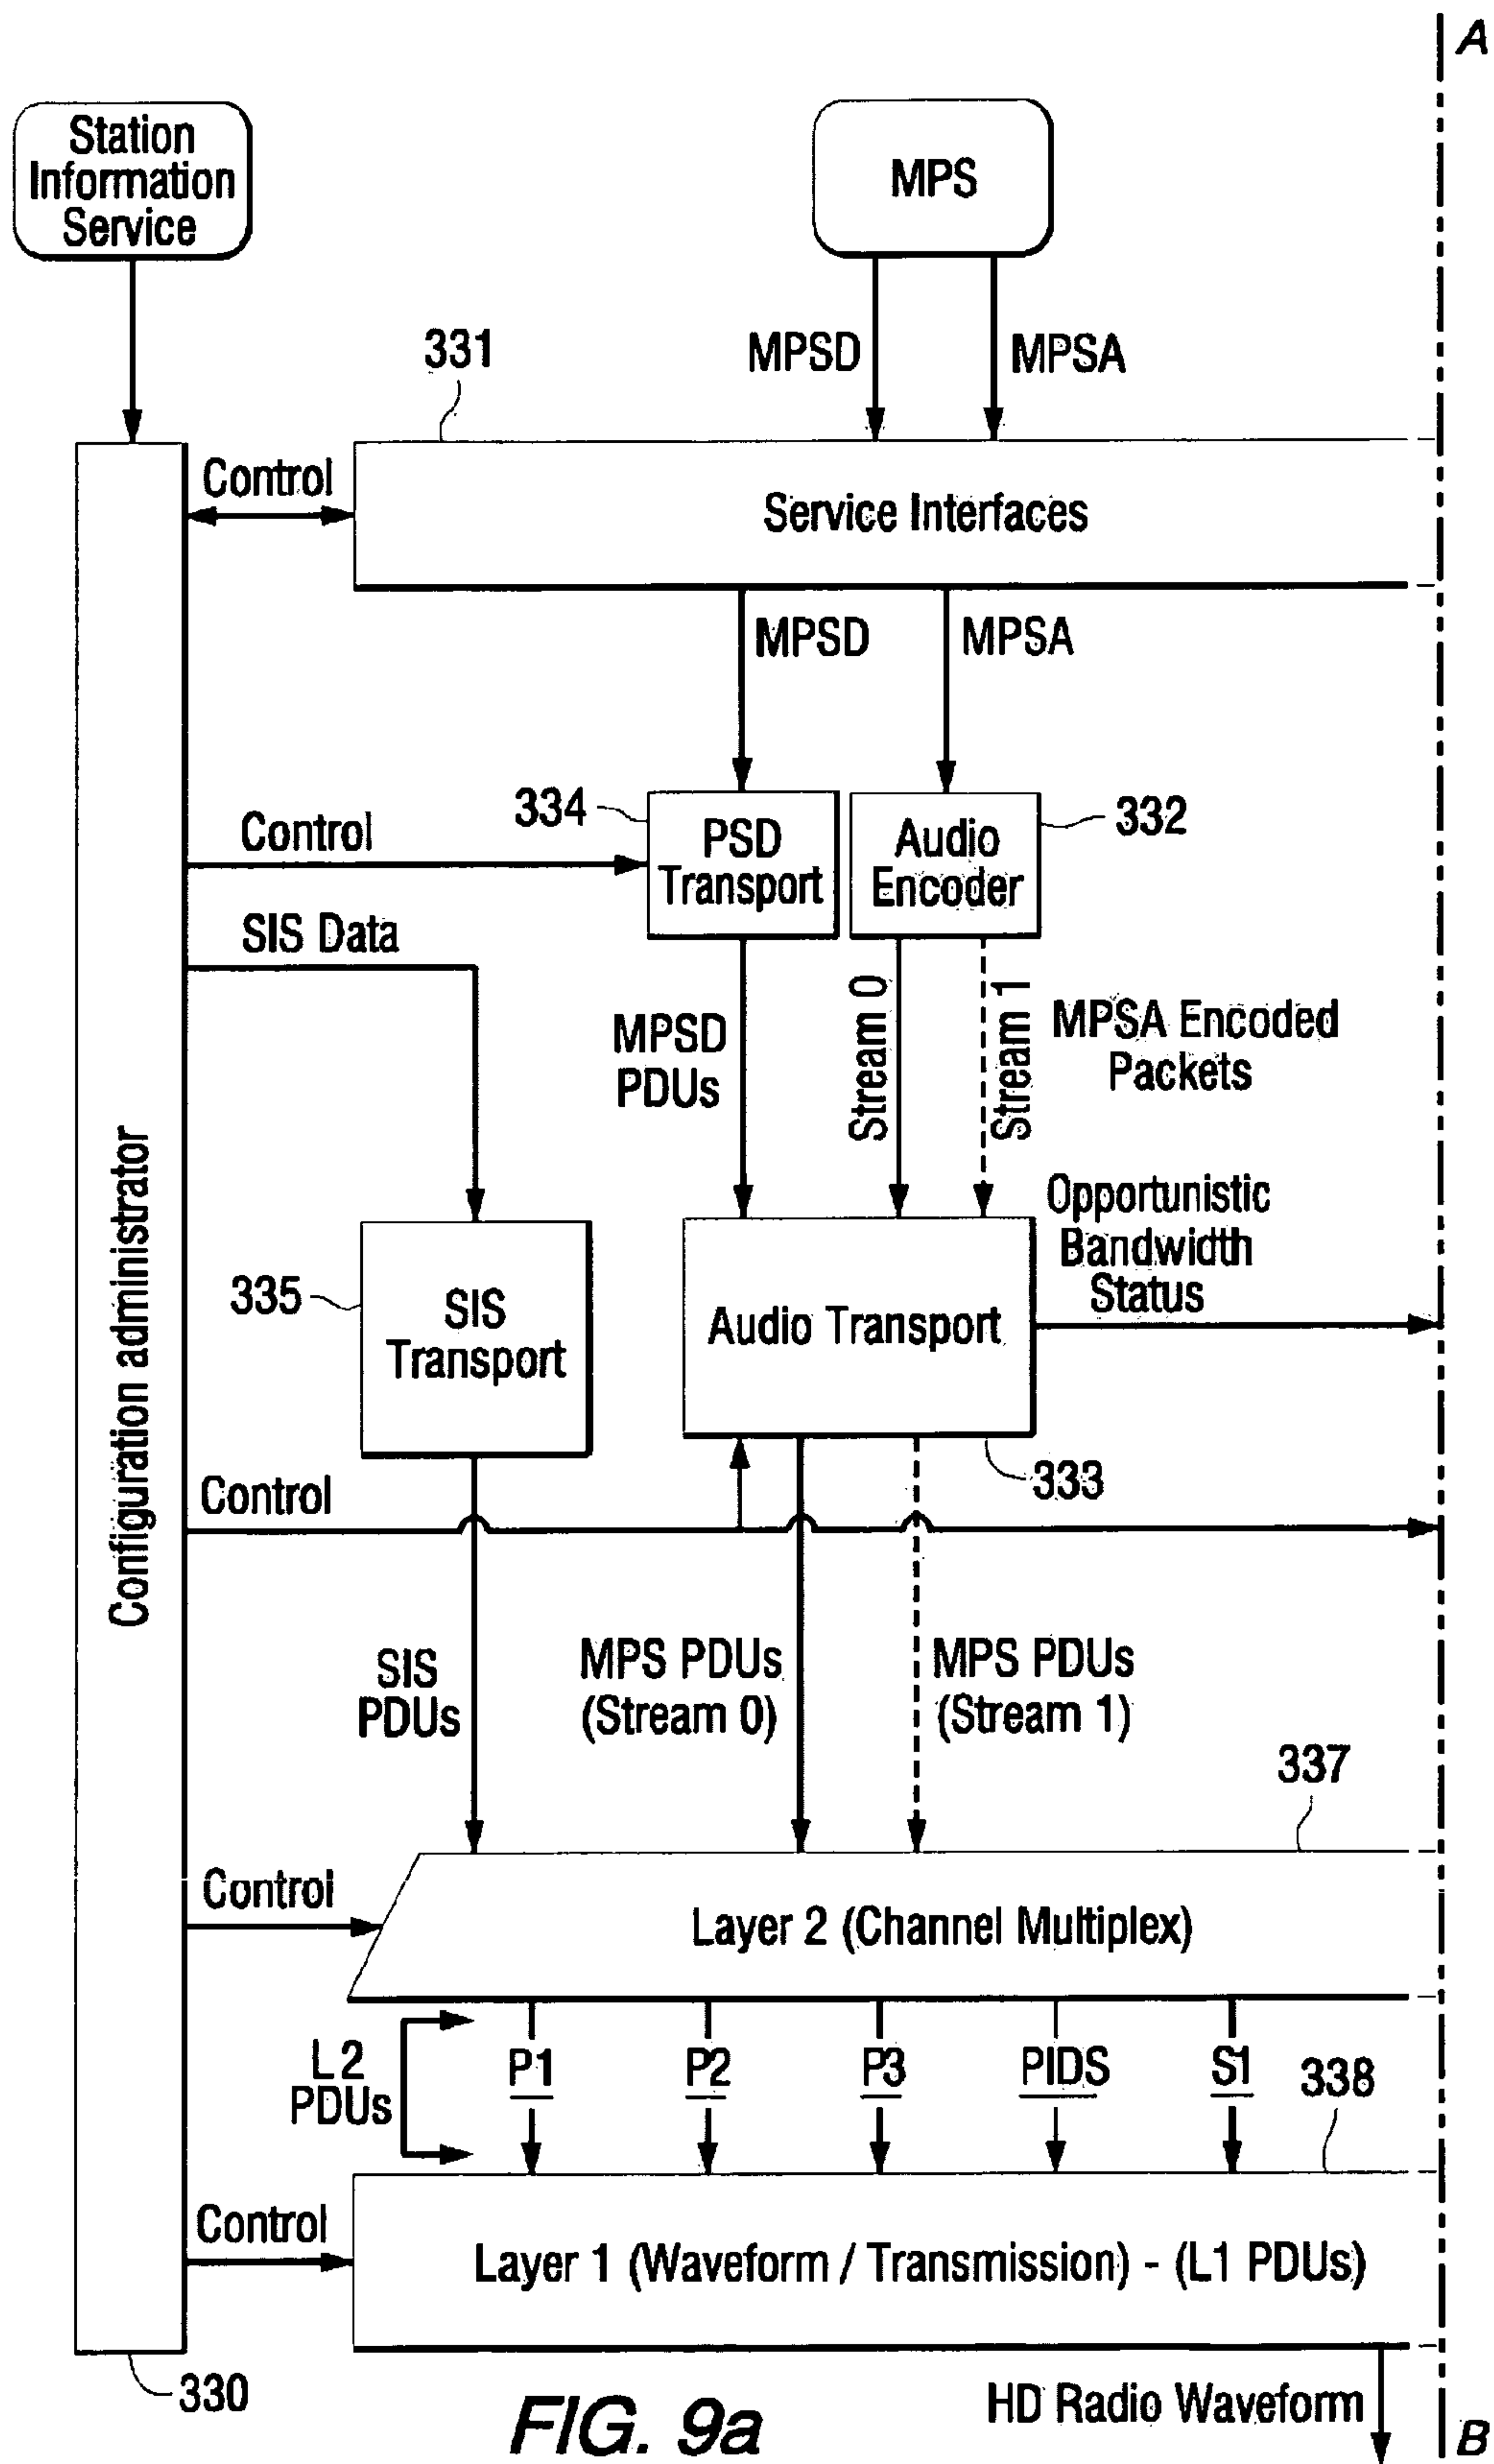 A
Station
Information
Service
MPS
MPSD
MPSA
331
Control
Service Interfaces
MPSD
MPSA
334
PSD
Transport
Audio
Encoder
332
Control
SIS Data
MPSD
PDUs
Stream 0
Stream 1
MPSA Encoded
Packets
Configuration administrator
Opportunistic
Bandwidth
Status
335
SIS
Transport
Audio Transport
333
Control
SIS
PDUs
MPS PDUs
(Stream 0)
MPS PDUs
(Stream 1)
337
Control
Layer 2 (Channel Multiplex)
L2
PDUs
P1
P2
P3
PIDS
S1
338
Control
Layer 1 (Waveform / Transmission) - (L1 PDUs)
330
HD Radio Waveform
FIG. 9a
B